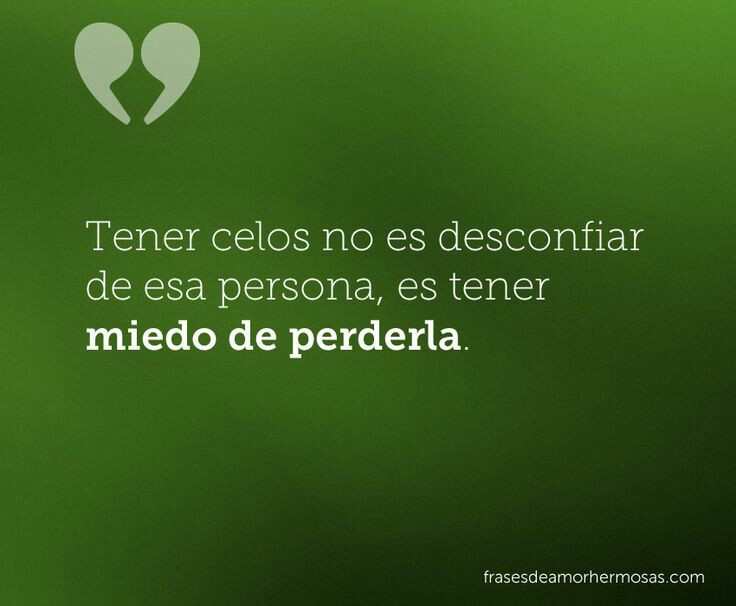 Tener celos no es desconfiar
de esa persona, es tener
miedo de perderla.
frasesdeamorhermosas.com